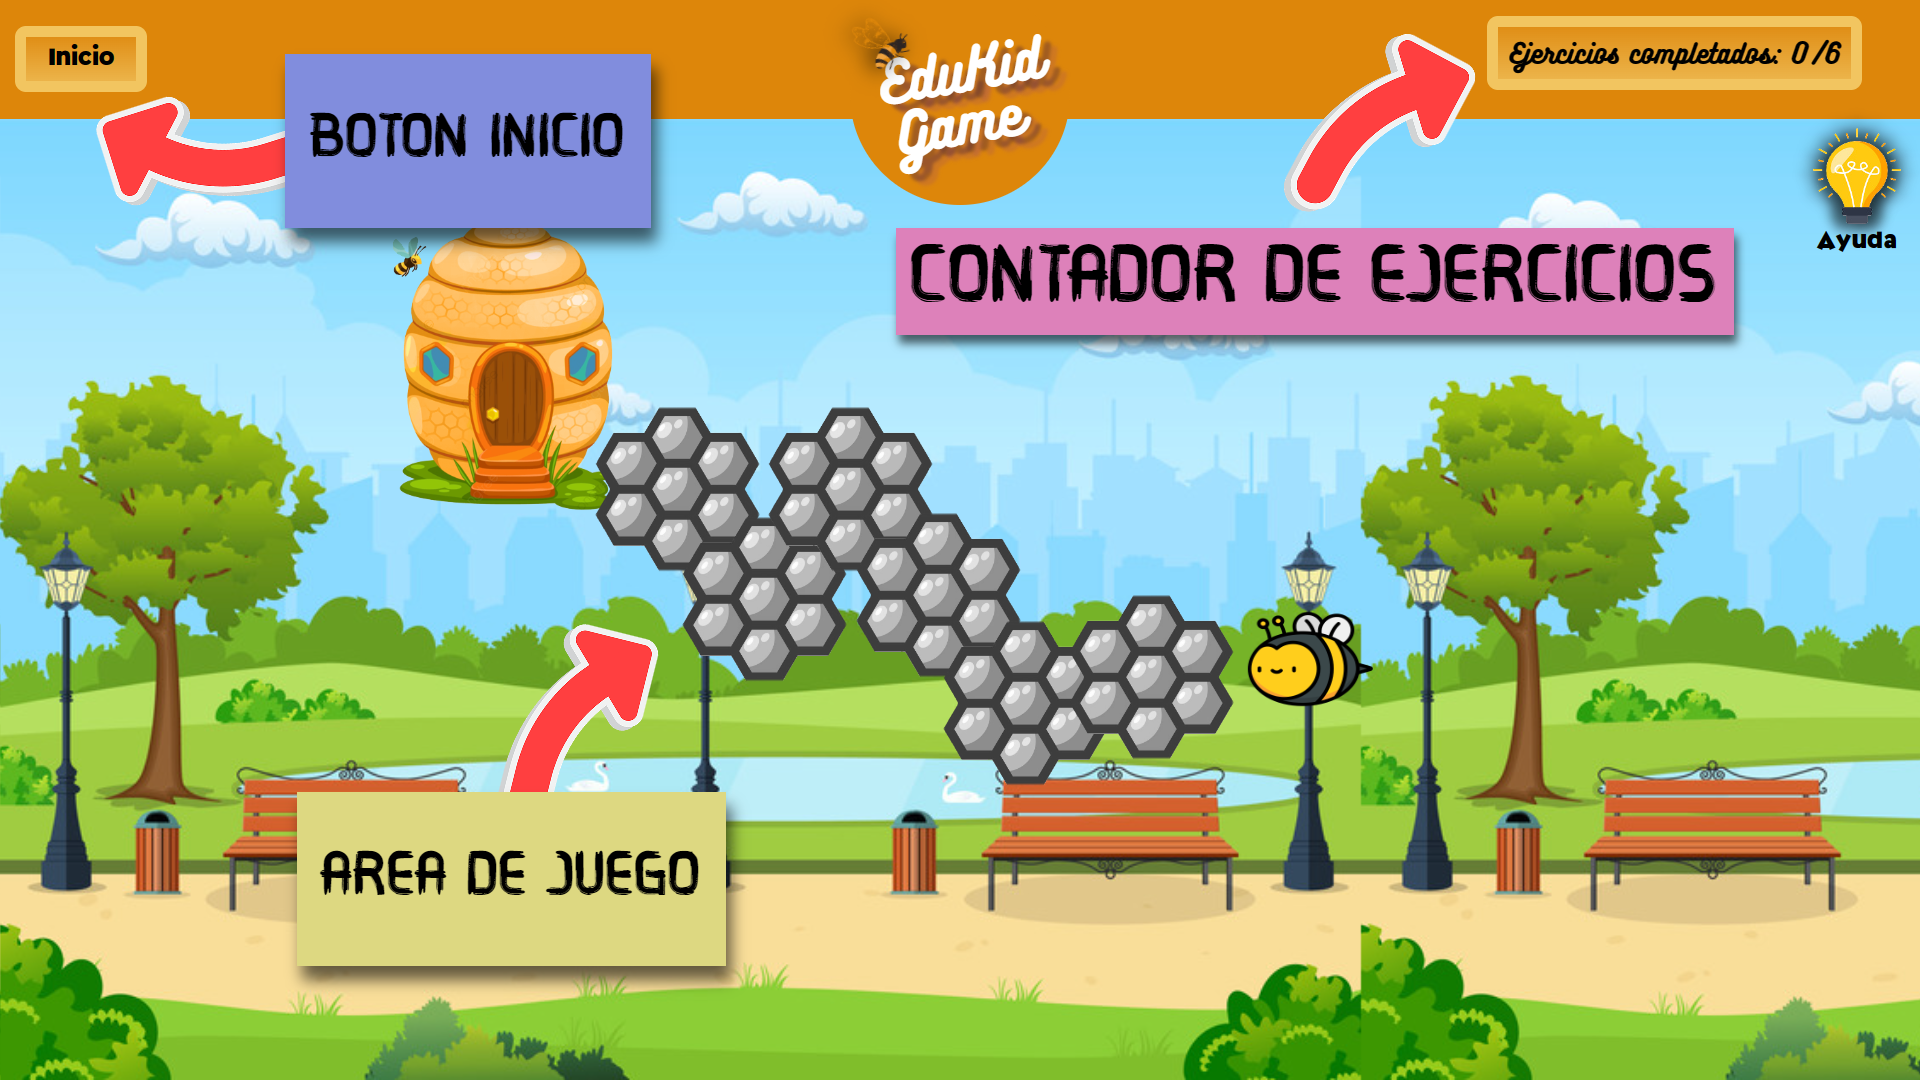 Inicio
EduKid
Game
Ejercicios completados: 0/6
BOTON INICIO
Ayuda
CONTADOR DE EJERCICIOS
AREA DE JUEGO